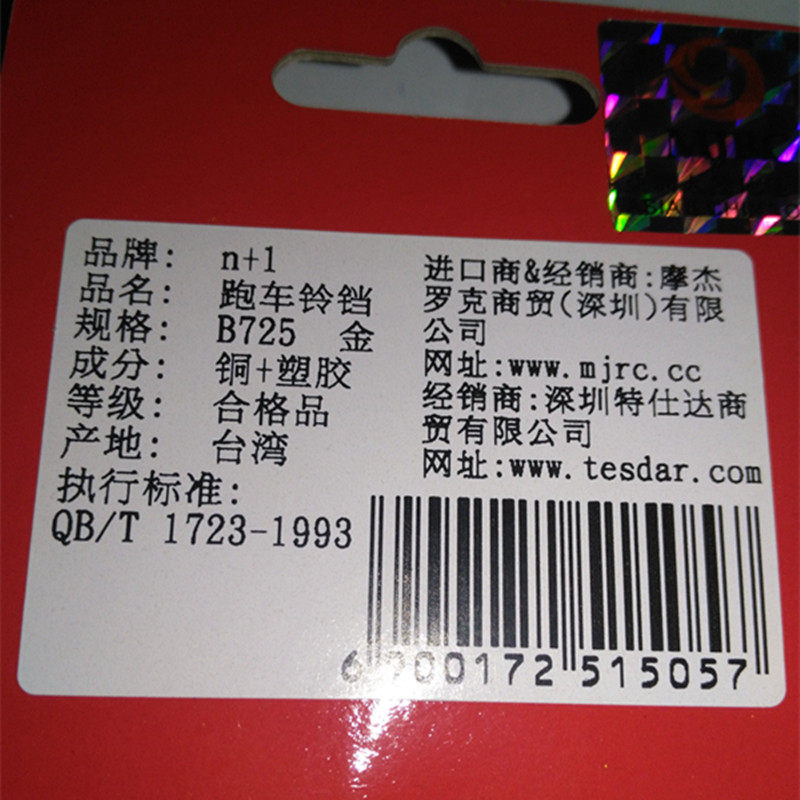 品牌: n+1
品名: 跑车铃铛
规格: B725 金
成分: 铜+塑胶
等级: 合格品
产地: 台湾
执行标准:
QB/T 1723-1993
进口商&经销商:摩杰
罗克商贸(深圳)有限
公司
网址:www.mjrc.cc
经销商:深圳特仕达商
贸有限公司
网址:www.tesdar.com
6900172515057